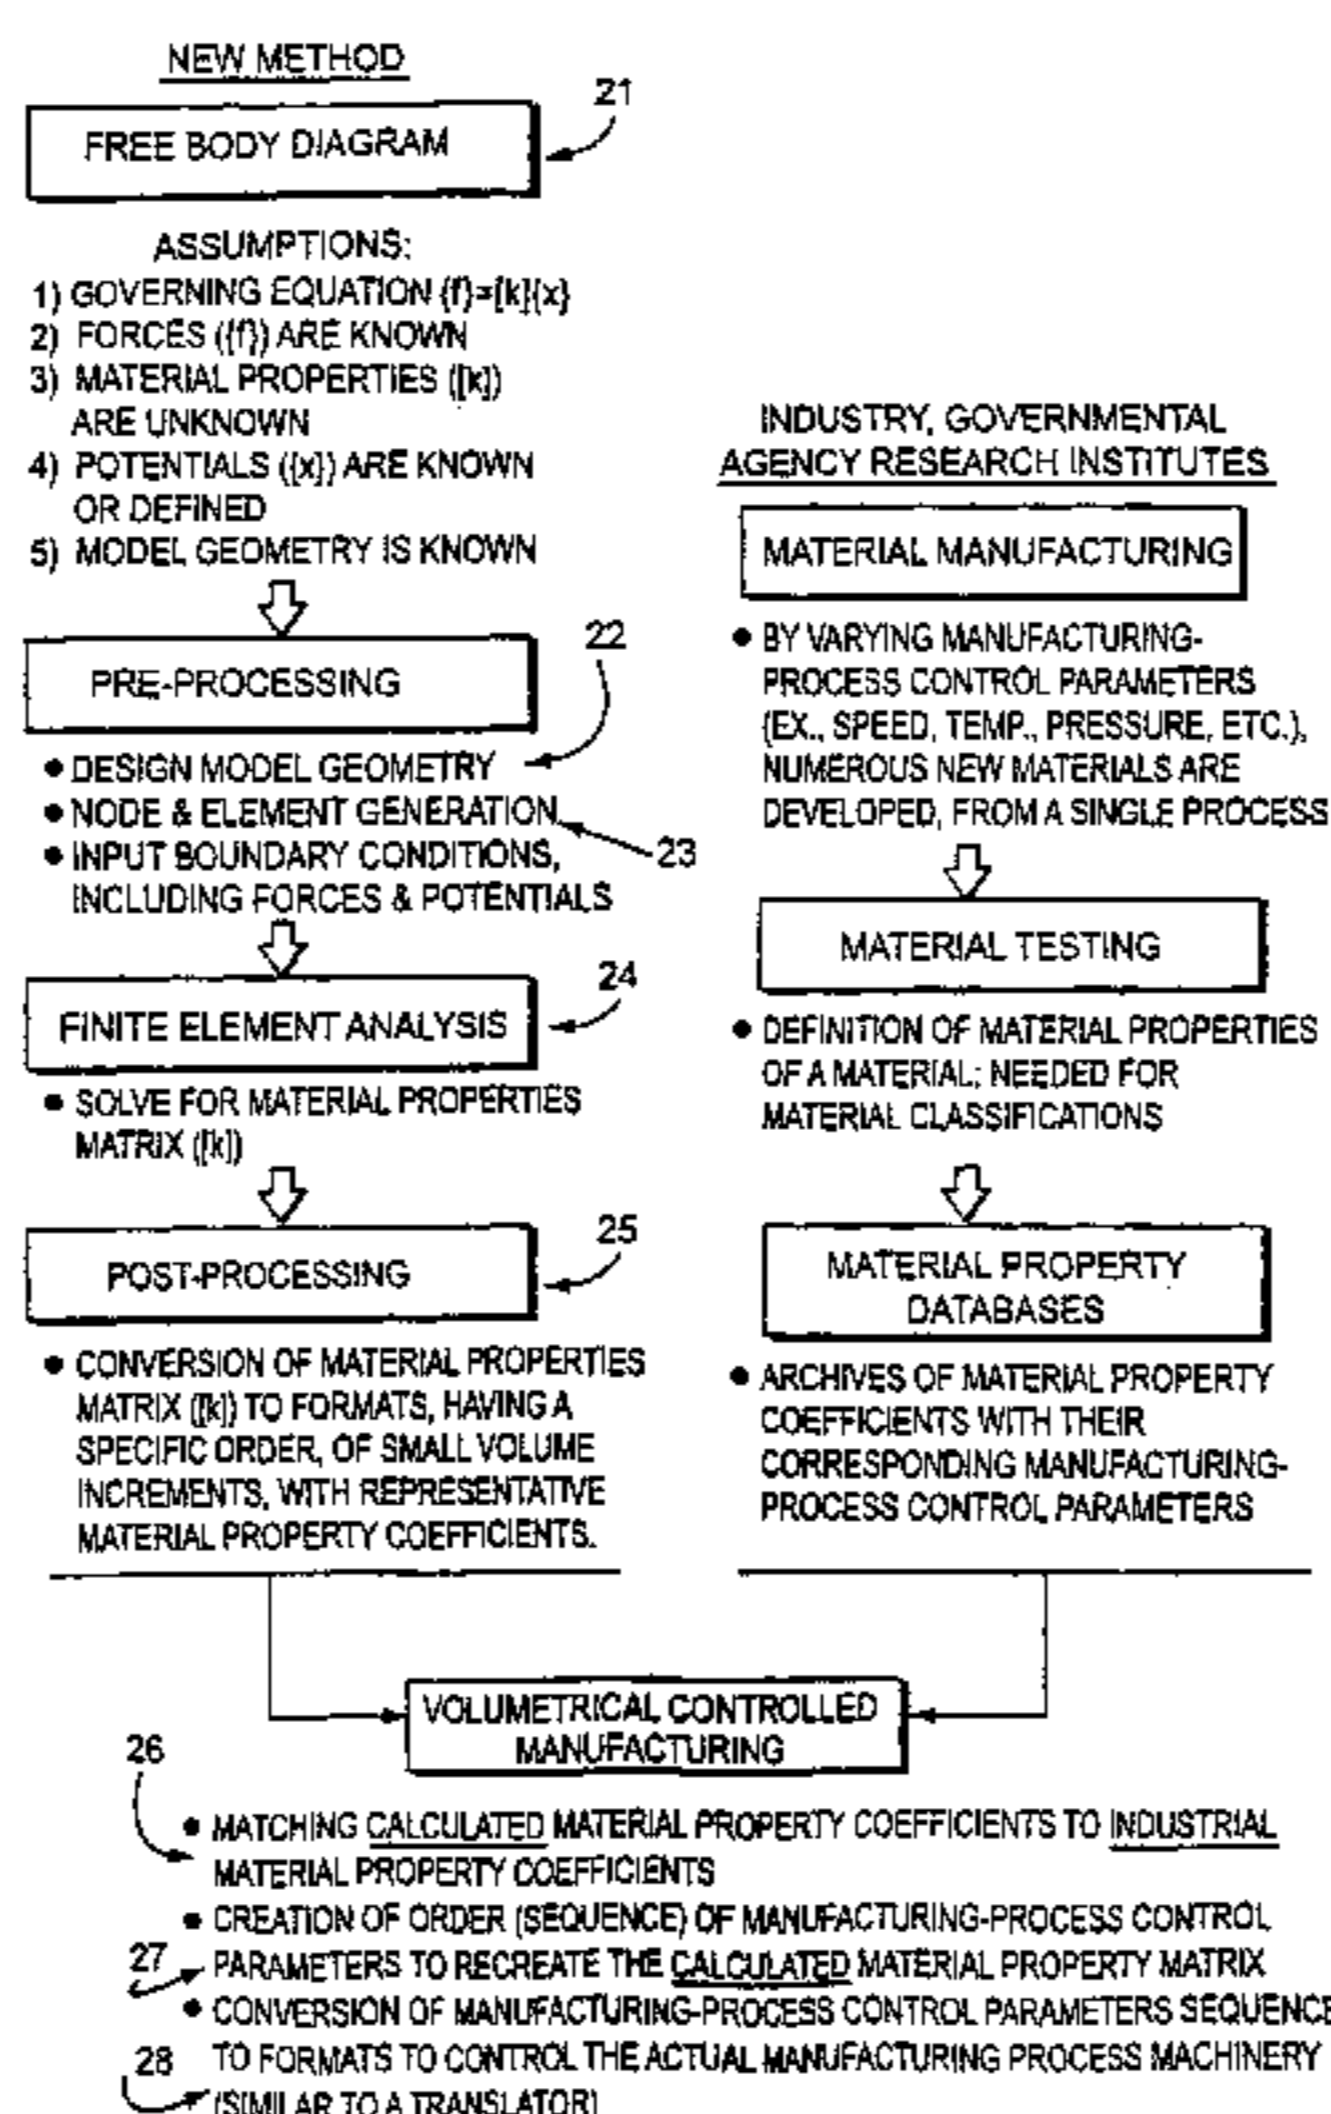 NEW METHOD
21
FREE BODY DIAGRAM
ASSUMPTIONS:
1) GOVERNING EQUATION {f}=[k]{x}
2) FORCES ({f}) ARE KNOWN
3) MATERIAL PROPERTIES ([k])
ARE UNKNOWN
4) POTENTIALS ({x}) ARE KNOWN
OR DEFINED
5) MODEL GEOMETRY IS KNOWN
22
PRE-PROCESSING
● DESIGN MODEL GEOMETRY
● NODE & ELEMENT GENERATION
23
● INPUT BOUNDARY CONDITIONS,
INCLUDING FORCES & POTENTIALS
24
FINITE ELEMENT ANALYSIS
● SOLVE FOR MATERIAL PROPERTIES
MATRIX ([k])
25
POST-PROCESSING
● CONVERSION OF MATERIAL PROPERTIES
MATRIX ([k]) TO FORMATS, HAVING A
SPECIFIC ORDER, OF SMALL VOLUME
INCREMENTS, WITH REPRESENTATIVE
MATERIAL PROPERTY COEFFICIENTS.
INDUSTRY, GOVERNMENTAL
AGENCY RESEARCH INSTITUTES
MATERIAL MANUFACTURING
● BY VARYING MANUFACTURING-
PROCESS CONTROL PARAMETERS
(EX., SPEED, TEMP., PRESSURE, ETC.),
NUMEROUS NEW MATERIALS ARE
DEVELOPED, FROM A SINGLE PROCESS
MATERIAL TESTING
● DEFINITION OF MATERIAL PROPERTIES
OF A MATERIAL; NEEDED FOR
MATERIAL CLASSIFICATIONS
MATERIAL PROPERTY
DATABASES
● ARCHIVES OF MATERIAL PROPERTY
COEFFICIENTS WITH THEIR
CORRESPONDING MANUFACTURING-
PROCESS CONTROL PARAMETERS
VOLUMETRICAL CONTROLLED
MANUFACTURING
26
● MATCHING CALCULATED MATERIAL PROPERTY COEFFICIENTS TO INDUSTRIAL
MATERIAL PROPERTY COEFFICIENTS
● CREATION OF ORDER (SEQUENCE) OF MANUFACTURING-PROCESS CONTROL
27
PARAMETERS TO RECREATE THE CALCULATED MATERIAL PROPERTY MATRIX
● CONVERSION OF MANUFACTURING-PROCESS CONTROL PARAMETERS SEQUENCE
28
TO FORMATS TO CONTROL THE ACTUAL MANUFACTURING PROCESS MACHINERY
(SIMILAR TO A TRANSLATOR)